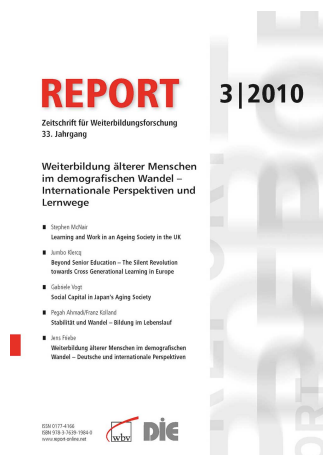 REPORT
3|2010
Zeitschrift für Weiterbildungsforschung
33. Jahrgang
Weiterbildung älterer Menschen
im demografischen Wandel –
Internationale Perspektiven und
Lernwege
Stephen McNair
Learning and Work in an Ageing Society in the UK
Jumbo Klercq
Beyond Senior Education – The Silent Revolution
towards Cross Generational Learning in Europe
Gabriele Vogt
Social Capital in Japan's Aging Society
Pegah Ahmadi/Franz Kolland
Stabilität und Wandel – Bildung im Lebenslauf
Jens Friebe
Weiterbildung älterer Menschen im demografischen
Wandel – Deutsche und internationale Perspektiven
ISSN 0177-4166
ISBN 978-3-7639-1984-0
www.report-online.net
wbv
DIE